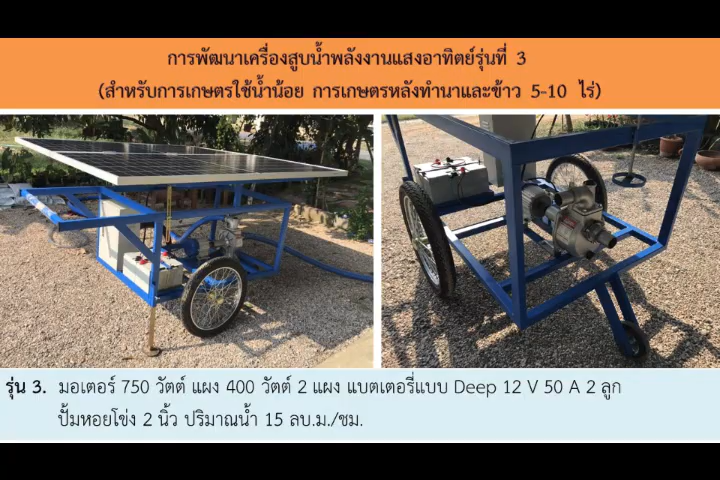 การพัฒนาเครื่องสูบน้ำพลังงานแสงอาทิตย์รุ่นที่ 3
(สำหรับการเกษตรใช้น้ำน้อย การเกษตรหลังทำนาและข้าว 5-10 ไร่)
รุ่น 3. มอเตอร์ 750 วัตต์ แผง 400 วัตต์ 2 แผง แบตเตอรี่แบบ Deep 12 V 50 A 2 ลูก
ปั้มหอยโข่ง 2 นิ้ว ปริมาณน้ำ 15 ลบ.ม./ชม.